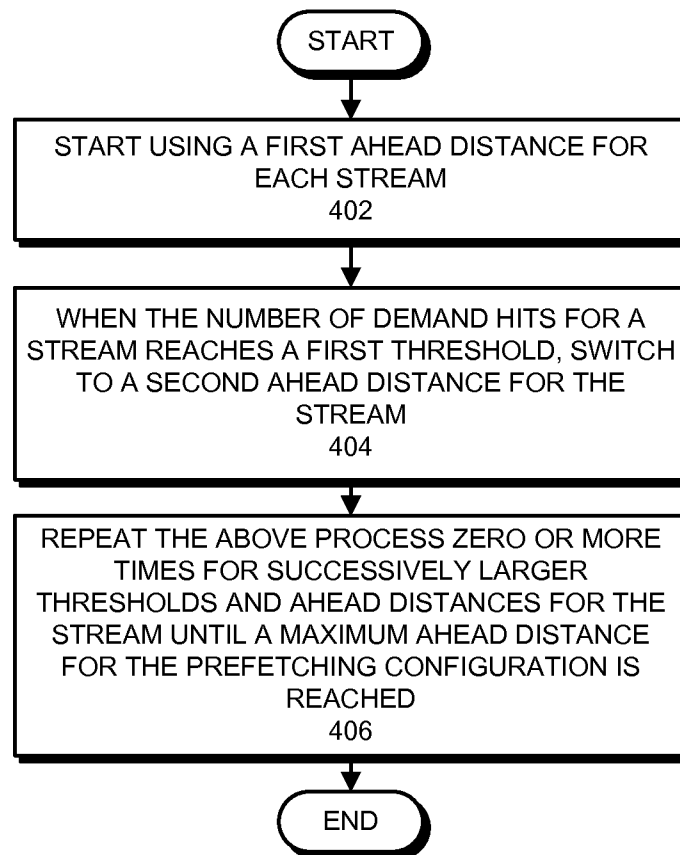 START
START USING A FIRST AHEAD DISTANCE FOR
EACH STREAM
402
WHEN THE NUMBER OF DEMAND HITS FOR A
STREAM REACHES A FIRST THRESHOLD, SWITCH
TO A SECOND AHEAD DISTANCE FOR THE
STREAM
404
REPEAT THE ABOVE PROCESS ZERO OR MORE
TIMES FOR SUCCESSIVELY LARGER
THRESHOLDS AND AHEAD DISTANCES FOR THE
STREAM UNTIL A MAXIMUM AHEAD DISTANCE
FOR THE PREFETCHING CONFIGURATION IS
REACHED
406
END